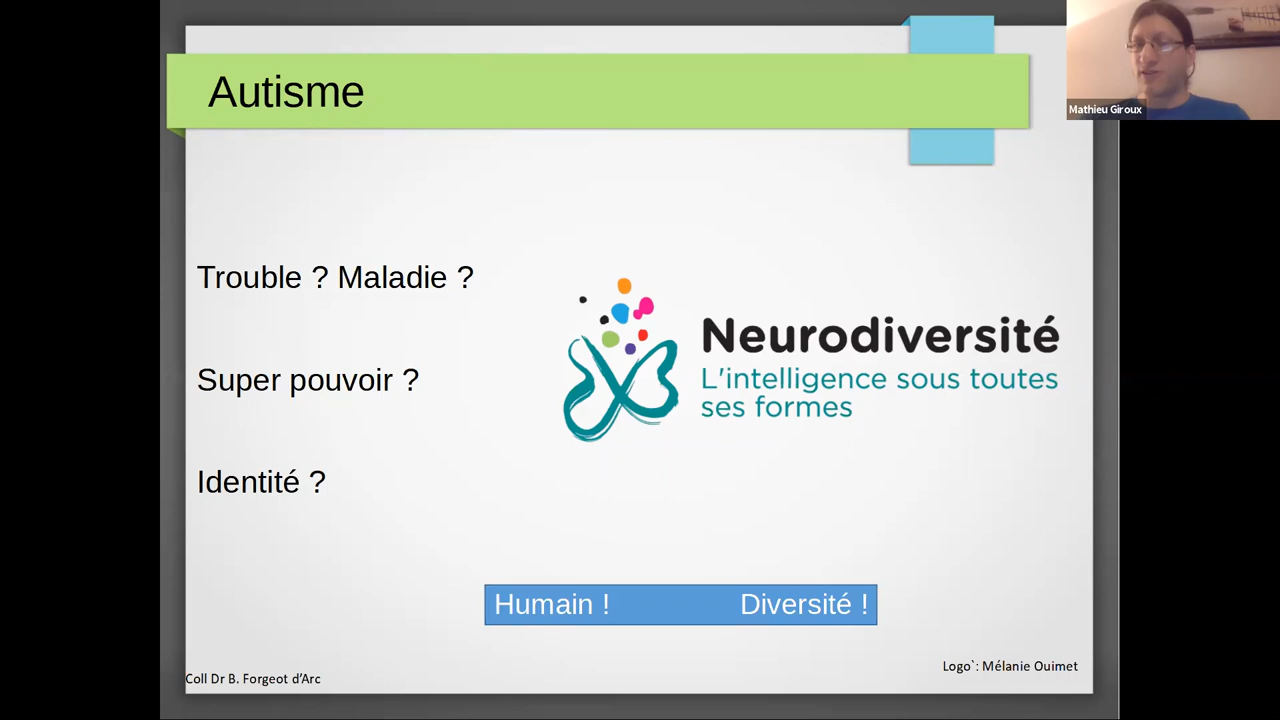 Autisme
Mathieu Giroux
Trouble ? Maladie ?
Super pouvoir ?
Identité ?
Neurodiversité
L'intelligence sous toutes
ses formes
Humain ! Diversité !
Logo`: Mélanie Ouimet
Coll Dr B. Forgeot d’Arc